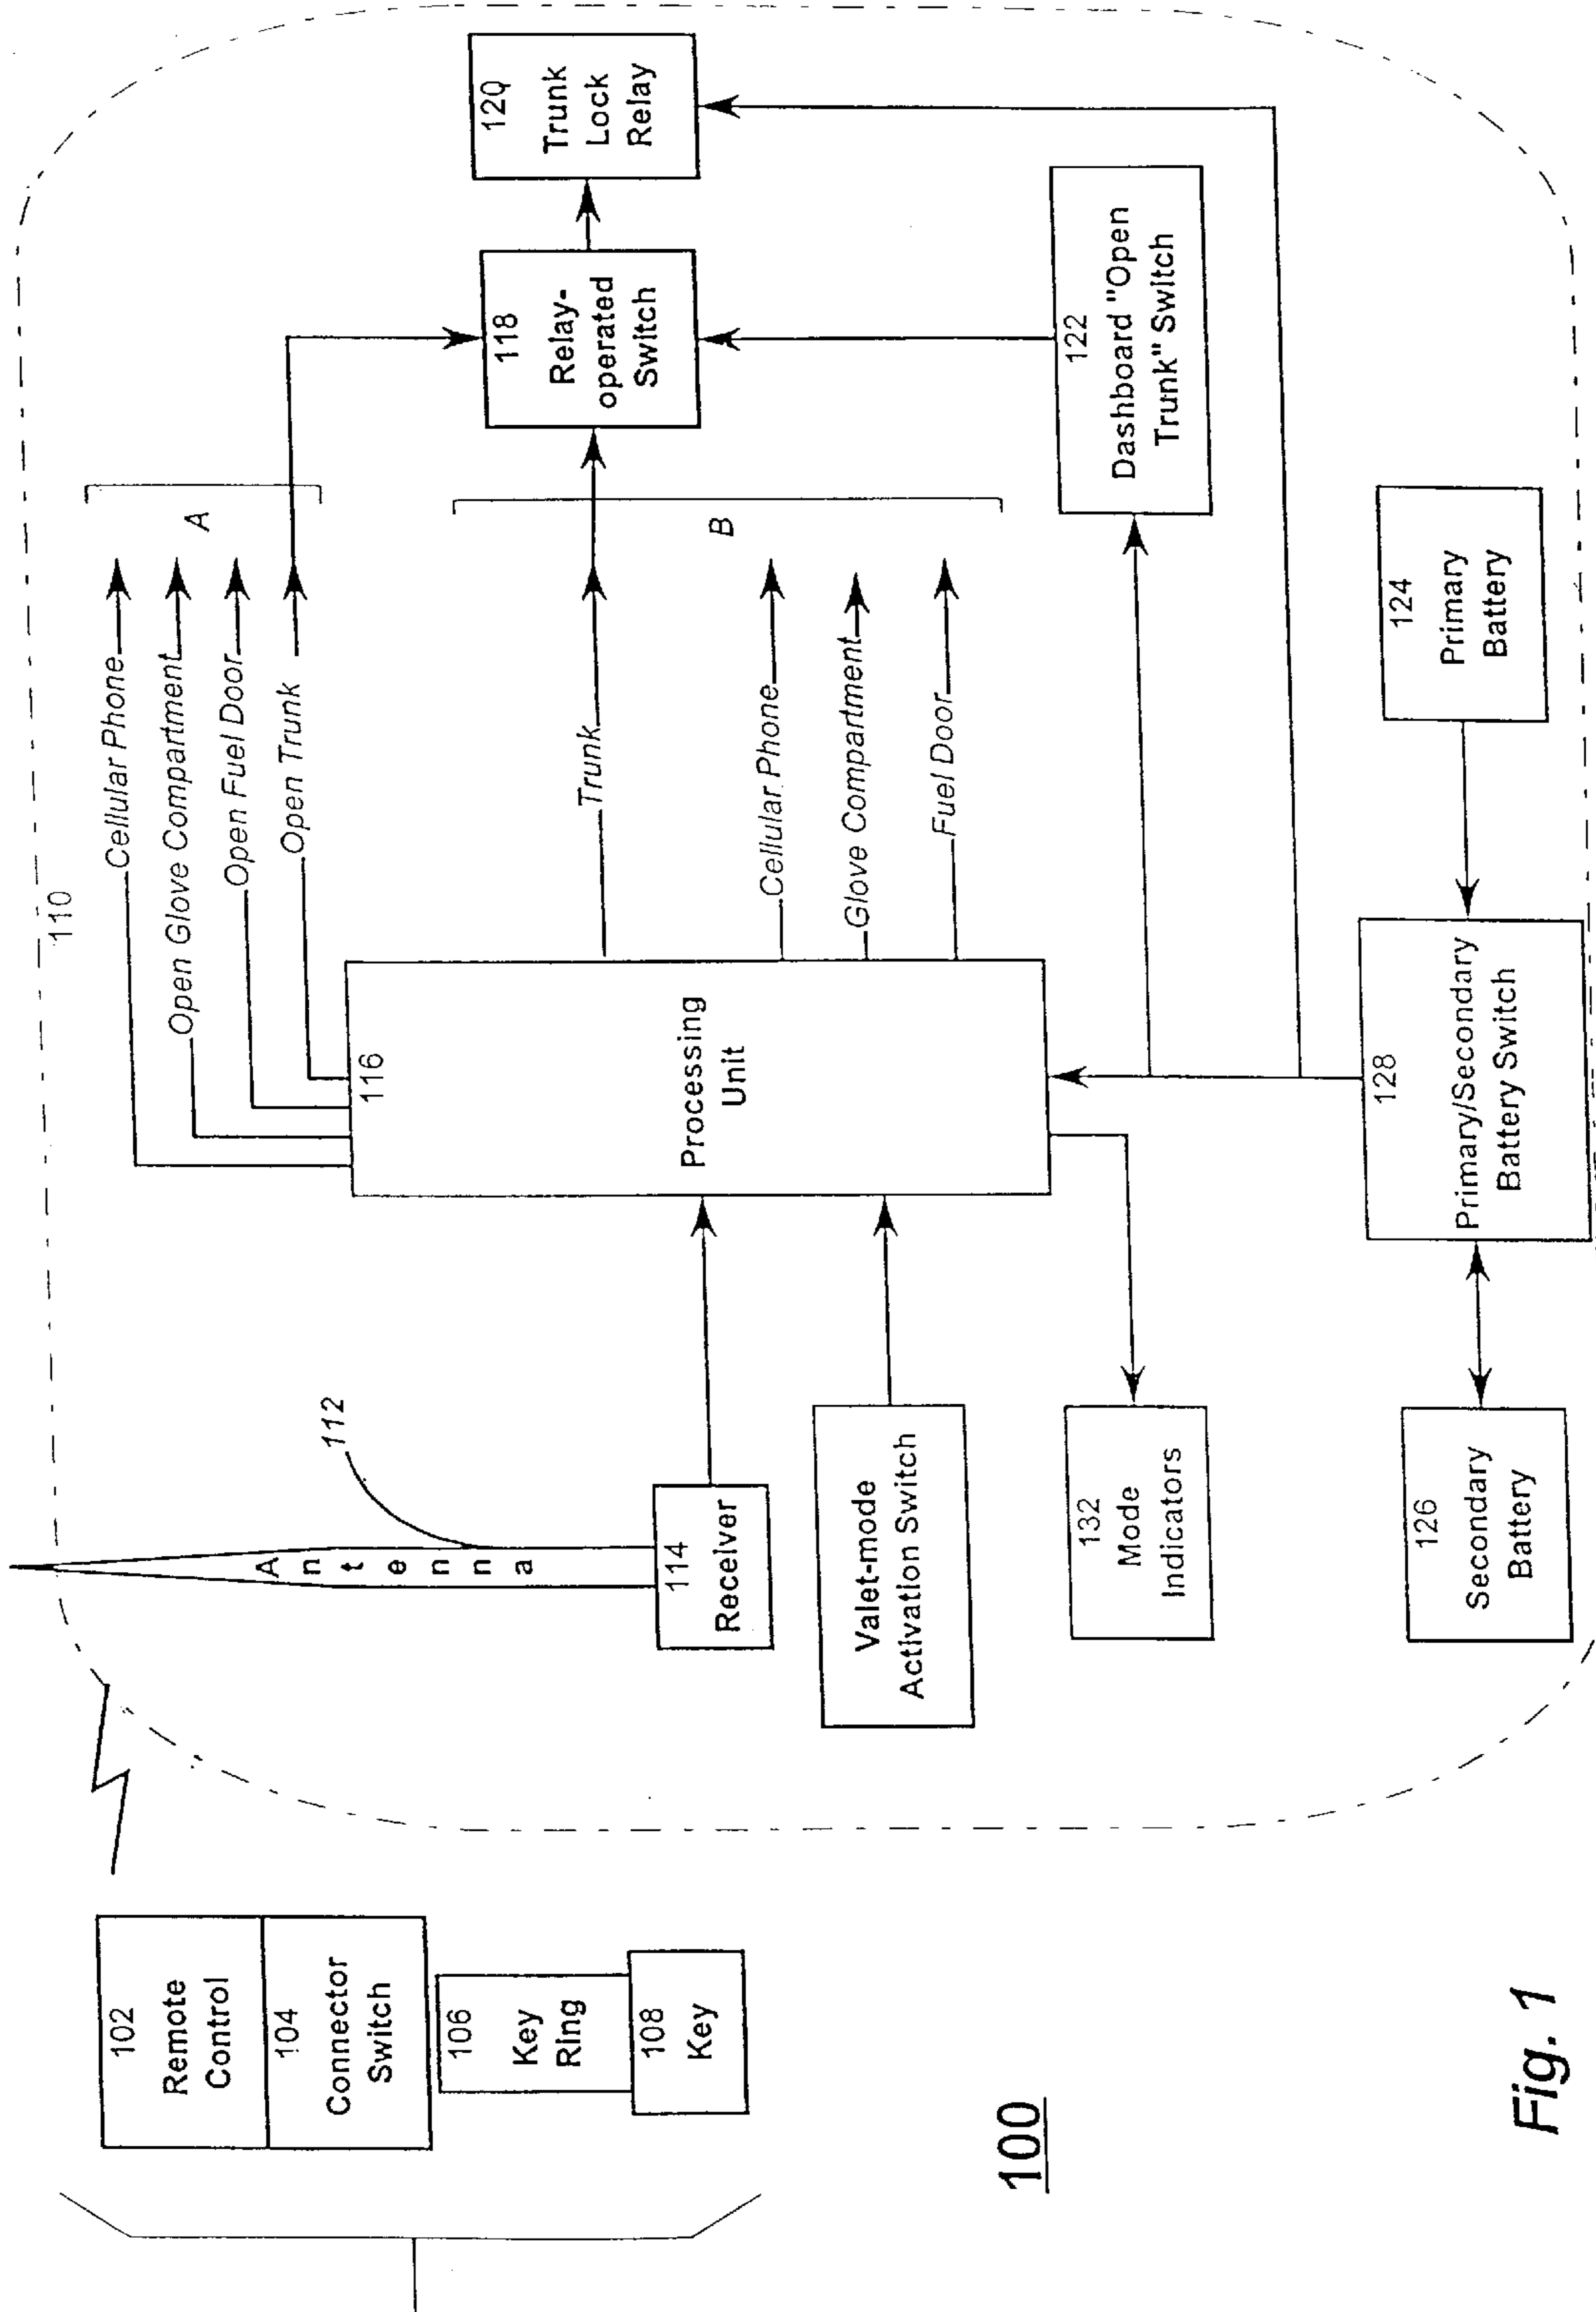 102
Remote
Control
104
Connector
Switch
106
Key
Ring
108
Key
100
110
112
Antenna
114
Receiver
Valet-mode
Activation Switch
132
Mode
Indicators
126
Secondary
Battery
116
Processing
Unit
128
Primary/Secondary
Battery Switch
124
Primary
Battery
Cellular Phone
Open Glove Compartment
Open Fuel Door
Open Trunk
A
Trunk
Cellular Phone
Glove Compartment
Fuel Door
B
118
Relay-
operated
Switch
120
Trunk
Lock
Relay
122
Dashboard "Open
Trunk" Switch
Fig. 1